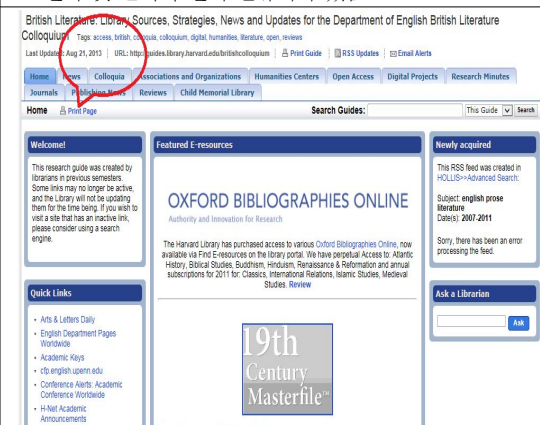 British Literature: Library Sources, Strategies, News and Updates for the Department of English British Literature
Colloquium Tags: access, british, colloquia, colloquium, digital, humanities, literature, open, reviews
Last Updated: Aug 21, 2013 URL: http://guides.library.harvard.edu/britishcolloquium Print Guide RSS Updates Email Alerts
Home News Colloquia Associations and Organizations Humanities Centers Open Access Digital Projects Research Minutes
Journals Publishing News Reviews Child Memorial Library
Home Print Page Search Guides: This Guide Search
Welcome!
This research guide was created by
librarians in previous semesters.
Some links may no longer be active,
and the Library will not be updating
them for the time being. If you wish to
visit a site that has an inactive link,
please consider using a search
engine.
Quick Links
Arts & Letters Daily
English Department Pages
Worldwide
Academic Keys
cfp.english.upenn.edu
Conference Alerts: Academic
Conference Worldwide
H-Net Academic
Announcements
Featured E-resources
OXFORD BIBLIOGRAPHIES ONLINE
Authority and Innovation for Research
The Harvard Library has purchased access to various Oxford Bibliographies Online, now
available via Find E-resources on the library portal. We have perpetual Access to: Atlantic
History, Biblical Studies, Buddhism, Hinduism, Renaissance & Reformation and annual
subscriptions for 2011 for: Classics, International Relations, Islamic Studies, Medieval
Studies. Review
19th
Century
Masterfile™
Newly acquired
This RSS feed was created in
HOLLIS>>Advanced Search:
Subject: english prose
literature
Date(s): 2007-2011
Sorry, there has been an error
processing the feed.
Ask a Librarian
Ask